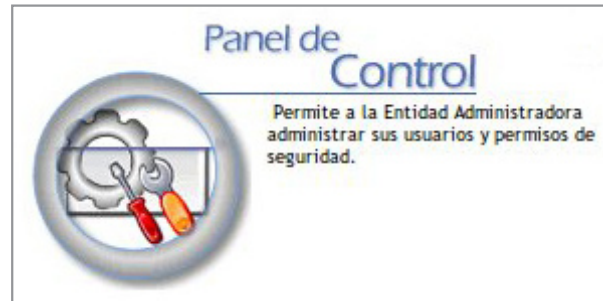 Panel de
Control
Permite a la Entidad Administradora
administrar sus usuarios y permisos de
seguridad.